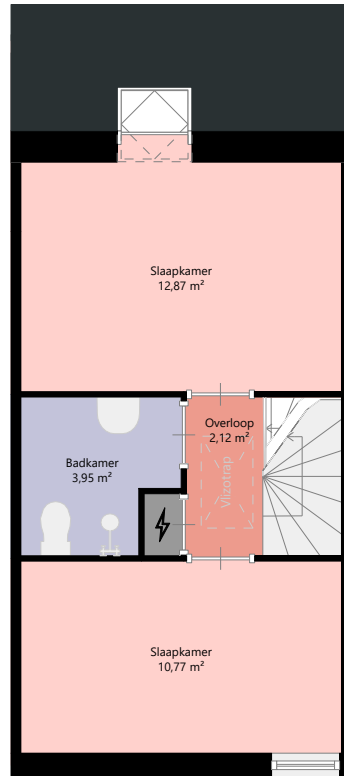 Slaapkamer
12,87 m²
Overloop
2,12 m²
Badkamer
3,95 m²
Vlizotrap
Slaapkamer
10,77 m²